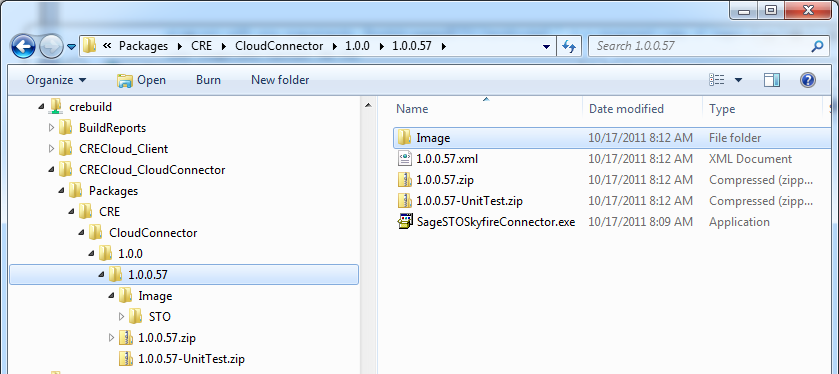 « Packages CRE CloudConnector 1.0.0 1.0.0.57
Search 1.0.0.57
Organize Open Burn New folder
crebuild
BuildReports
CRECloud_Client
CRECloud_CloudConnector
Packages
CRE
CloudConnector
1.0.0
1.0.0.57
Image
STO
1.0.0.57.zip
1.0.0.57-UnitTest.zip
Name Date modified Type
Image 10/17/2011 8:12 AM File folder
1.0.0.57.xml 10/17/2011 8:12 AM XML Document
1.0.0.57.zip 10/17/2011 8:12 AM Compressed (zipp...
1.0.0.57-UnitTest.zip 10/17/2011 8:12 AM Compressed (zipp...
SageSTOSkyfireConnector.exe 10/17/2011 8:09 AM Application